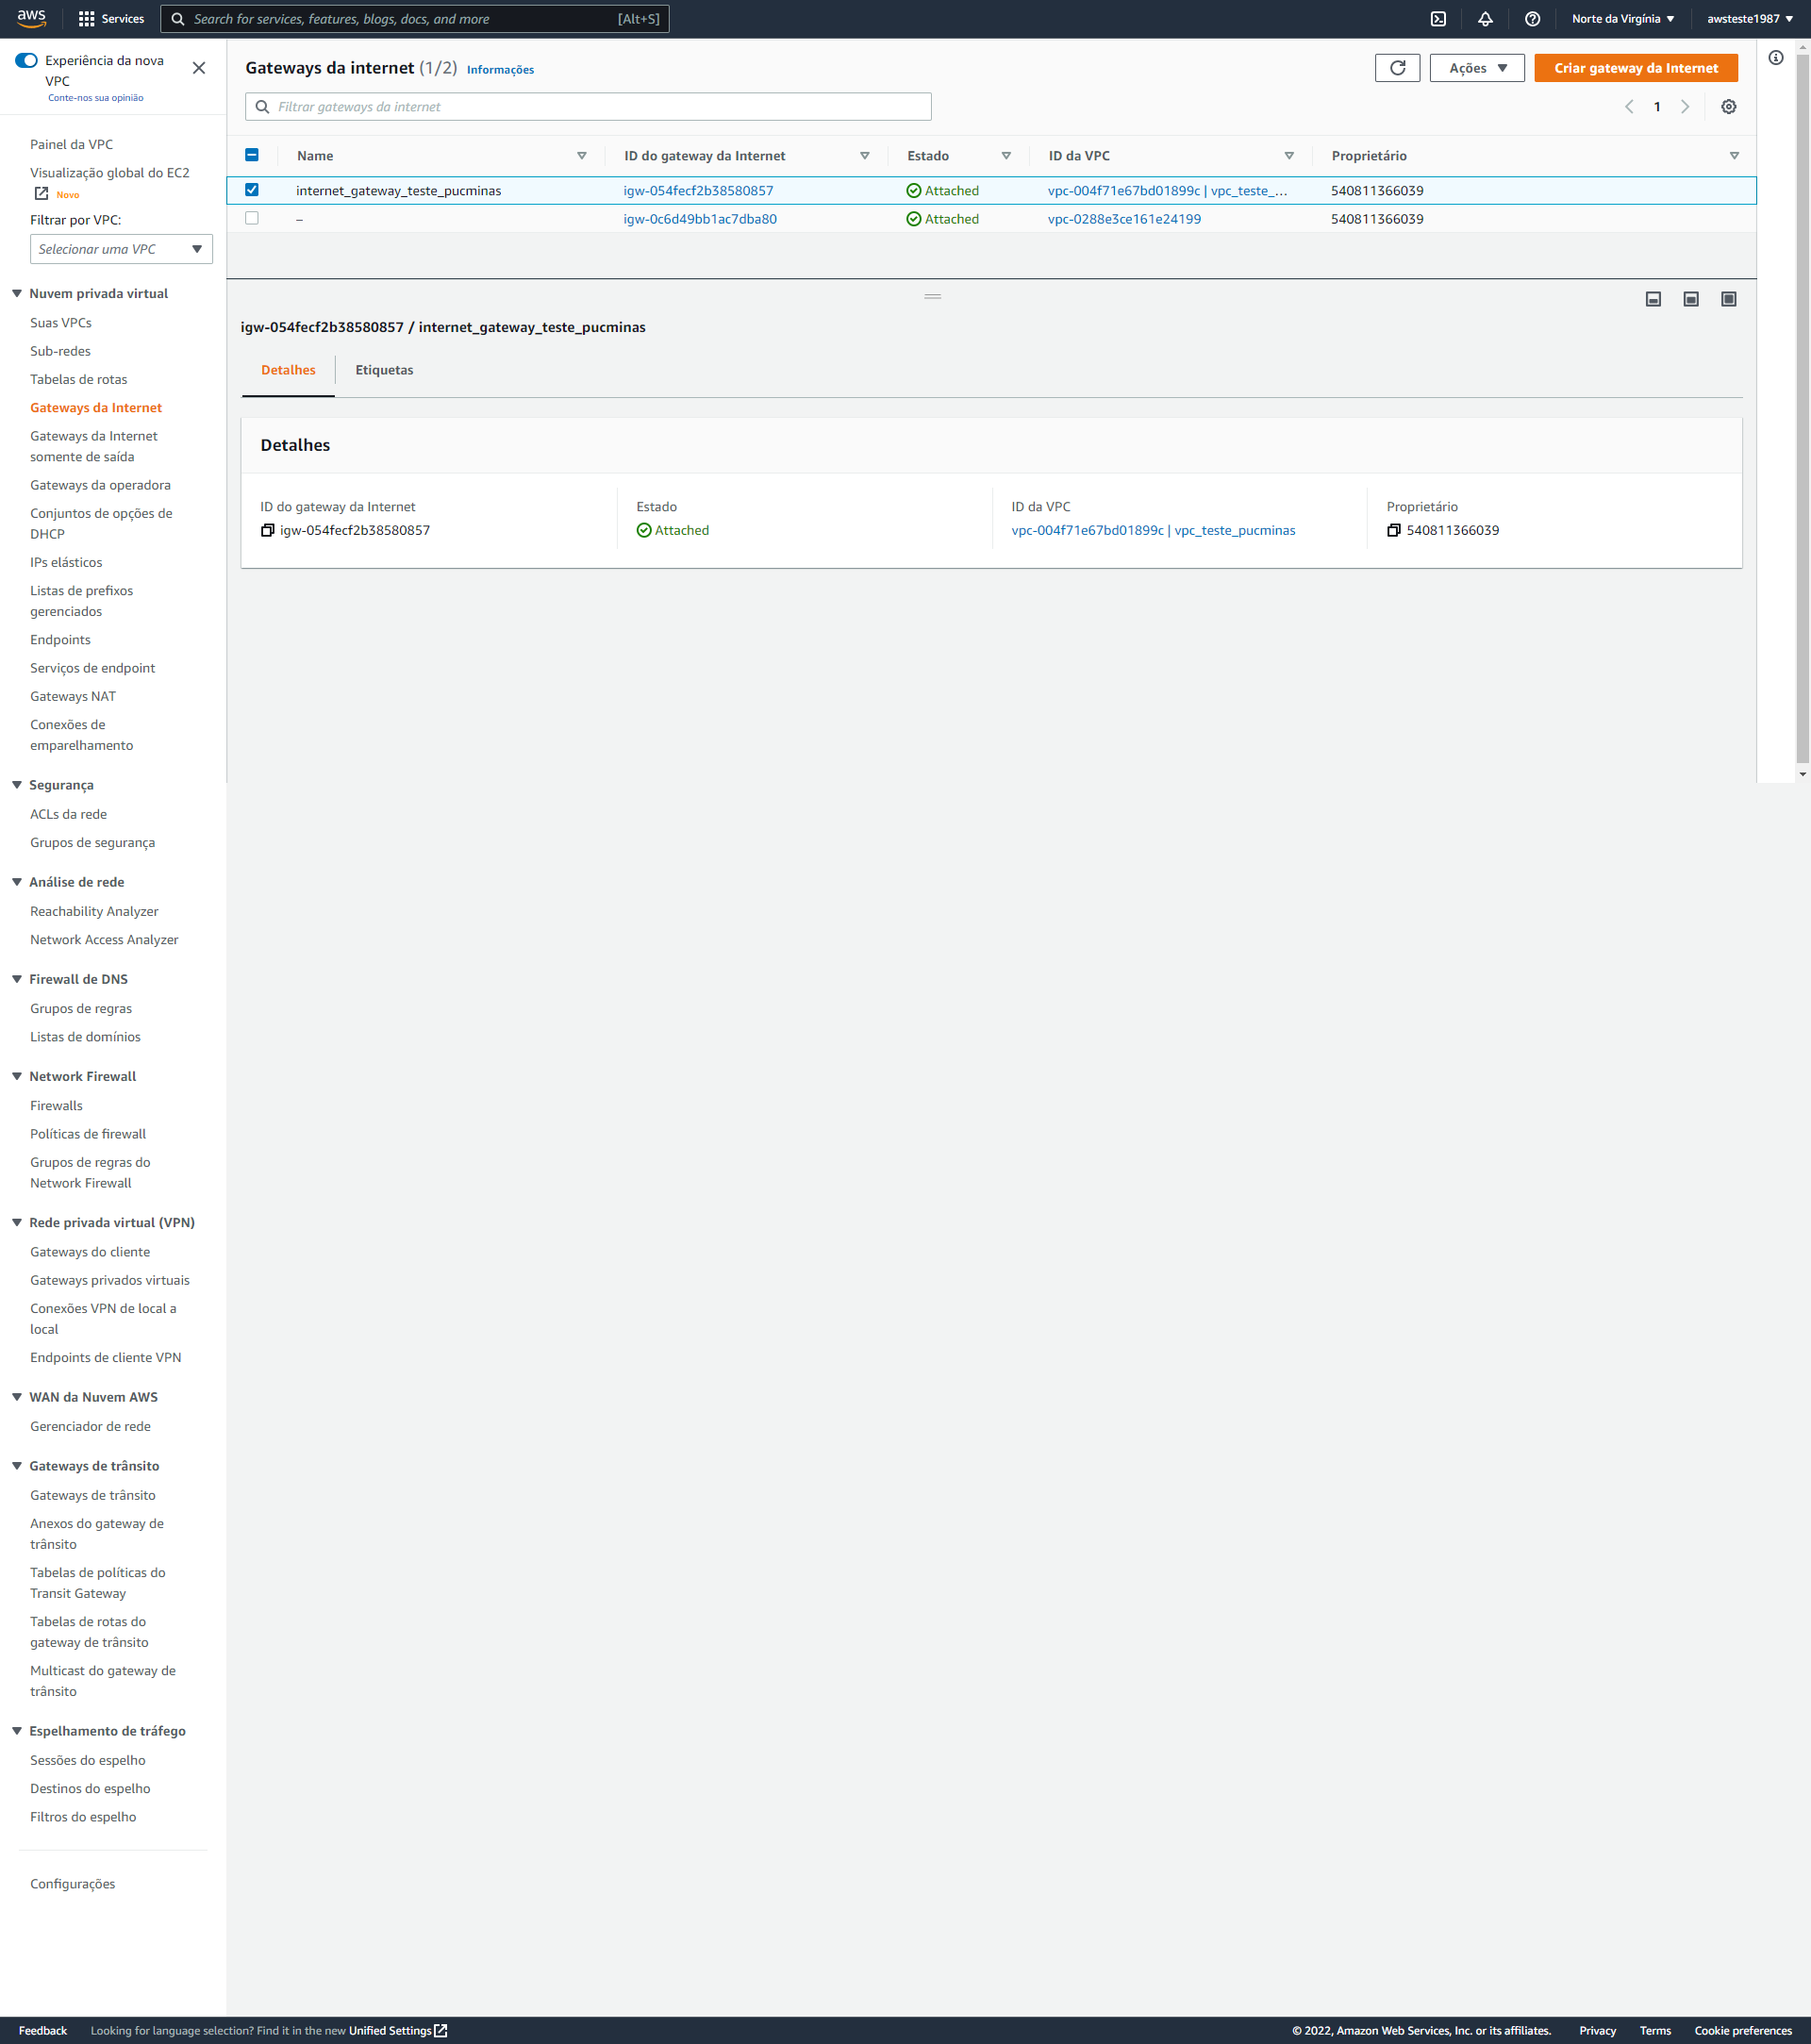 aws
Services
Search for services, features, blogs, docs, and more
[Alt+S]
Norte da Virgínia
awsteste1987
Experiência da nova
VPC
Conte-nos sua opinião
Painel da VPC
Visualização global do EC2
Novo
Filtrar por VPC:
Selecionar uma VPC
Nuvem privada virtual
Suas VPCs
Sub-redes
Tabelas de rotas
Gateways da Internet
Gateways da Internet
somente de saída
Gateways da operadora
Conjuntos de opções de
DHCP
IPs elásticos
Listas de prefixos
gerenciados
Endpoints
Serviços de endpoint
Gateways NAT
Conexões de
emparelhamento
Segurança
ACLs da rede
Grupos de segurança
Análise de rede
Reachability Analyzer
Network Access Analyzer
Firewall de DNS
Grupos de regras
Listas de domínios
Network Firewall
Firewalls
Políticas de firewall
Grupos de regras do
Network Firewall
Rede privada virtual (VPN)
Gateways do cliente
Gateways privados virtuais
Conexões VPN de local a
local
Endpoints de cliente VPN
WAN da Nuvem AWS
Gerenciador de rede
Gateways de trânsito
Gateways de trânsito
Anexos do gateway de
trânsito
Tabelas de políticas do
Transit Gateway
Tabelas de rotas do
gateway de trânsito
Multicast do gateway de
trânsito
Espelhamento de tráfego
Sessões do espelho
Destinos do espelho
Filtros do espelho
Configurações
Gateways da internet (1/2) Informações
Ações
Criar gateway da Internet
Filtrar gateways da internet
1
Name ID do gateway da Internet Estado ID da VPC Proprietário
internet_gateway_teste_pucminas igw-054fecf2b38580857 Attached vpc-004f71e67bd01899c | vpc_teste_... 540811366039
– igw-0c6d49bb1ac7dba80 Attached vpc-0288e3ce161e24199 540811366039
igw-054fecf2b38580857 / internet_gateway_teste_pucminas
Detalhes Etiquetas
Detalhes
ID do gateway da Internet Estado ID da VPC Proprietário
igw-054fecf2b38580857 Attached vpc-004f71e67bd01899c | vpc_teste_pucminas 540811366039
Feedback Looking for language selection? Find it in the new Unified Settings © 2022, Amazon Web Services, Inc. or its affiliates. Privacy Terms Cookie preferences